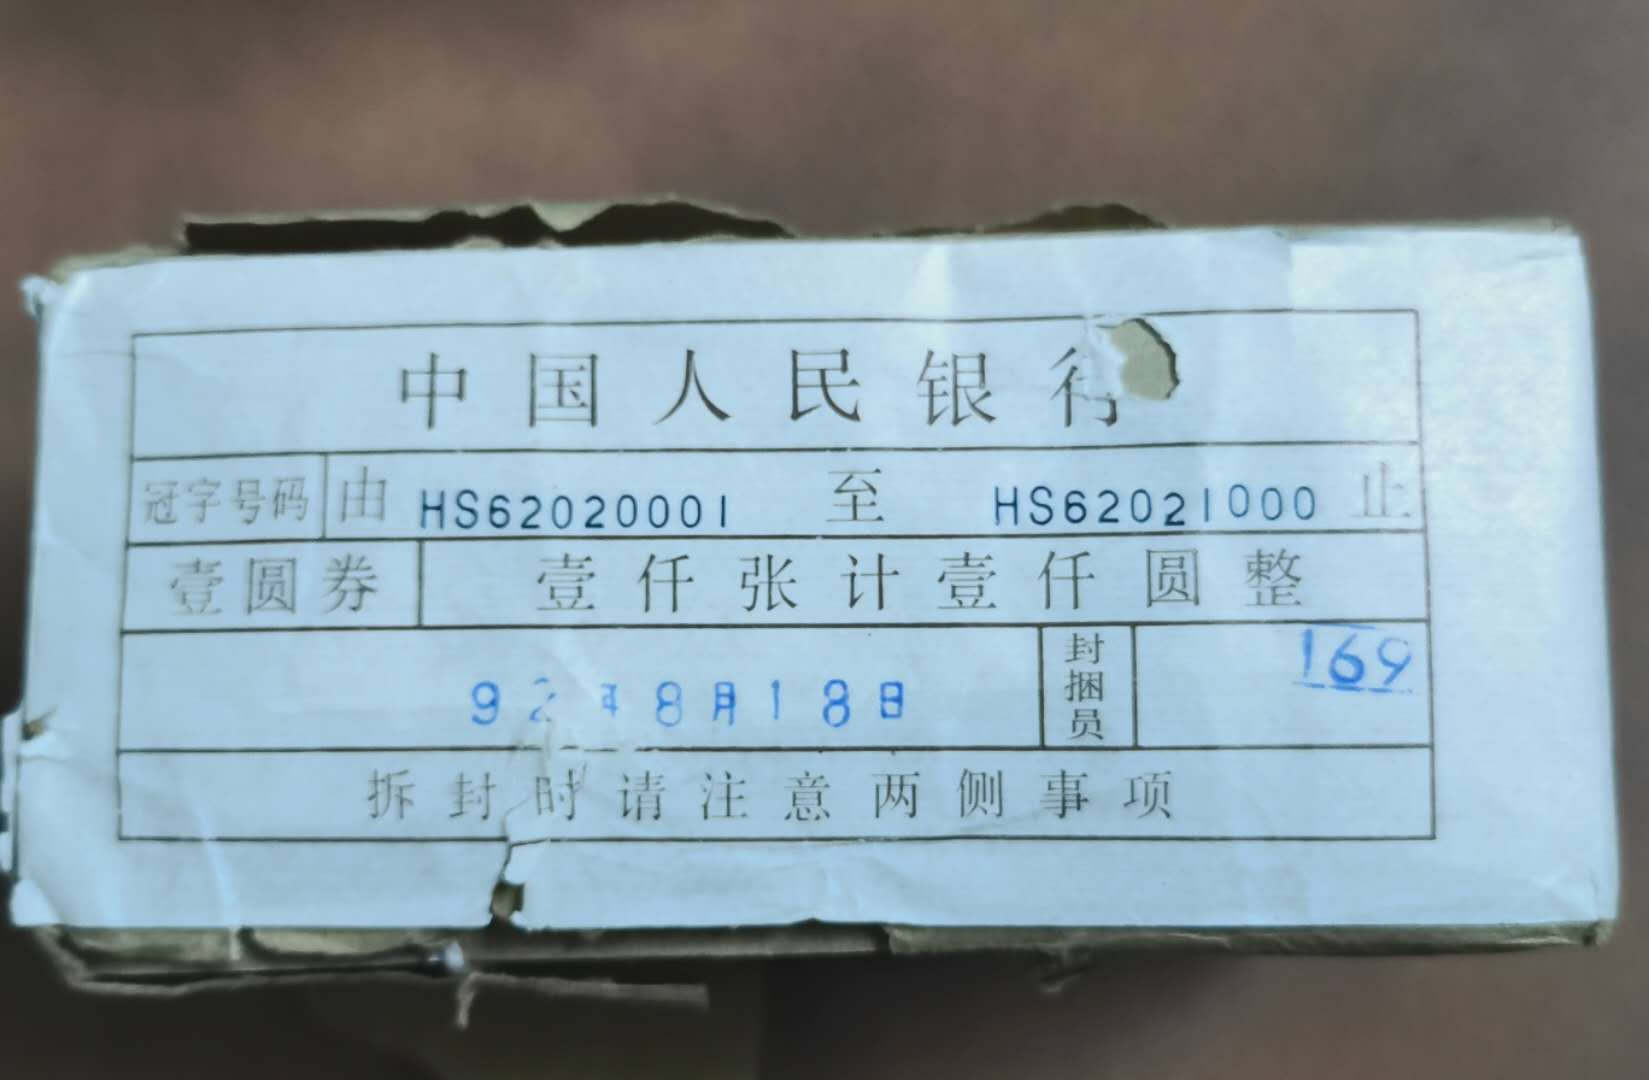 中国人民银行
冠字号码 由 HS62020001 至 HS62021000 止
壹圆券 壹仟张计壹仟圆整
92年8月18日 封捆员 169
拆封时请注意两侧事项